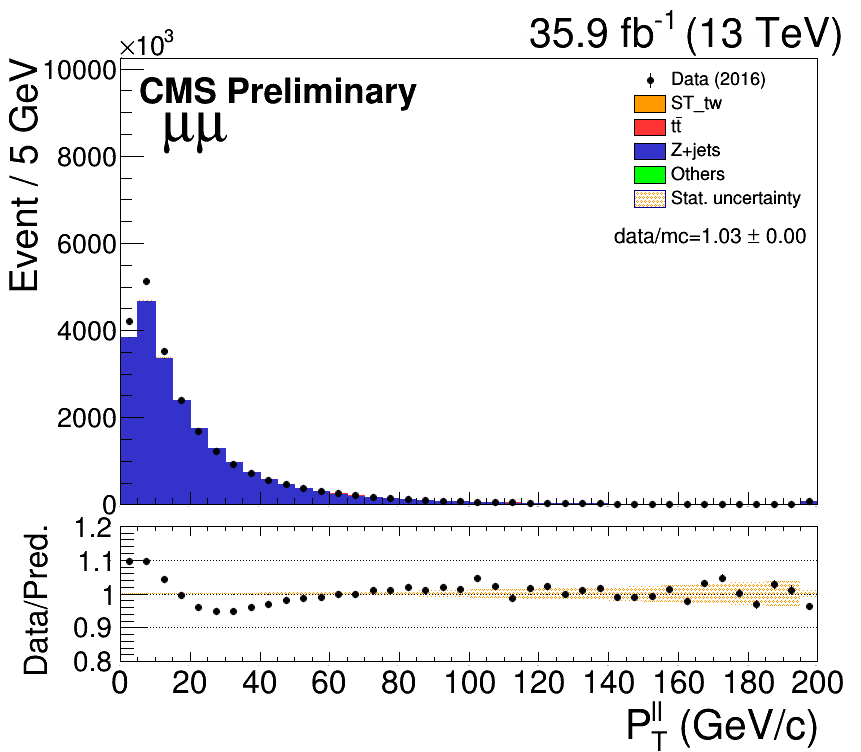 ×10³
35.9 fb⁻¹ (13 TeV)
CMS Preliminary
μμ
Data (2016)
ST_tw
tt̄
Z+jets
Others
Stat. uncertainty
data/mc=1.03 ± 0.00
Event / 5 GeV
10000
8000
6000
4000
2000
0
Data/Pred.
1.2
1.1
1
0.9
0.8
0 20 40 60 80 100 120 140 160 180 200
P_T^ll (GeV/c)